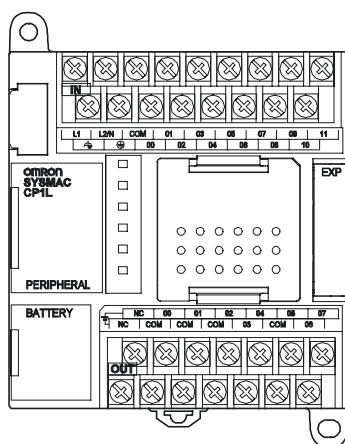 IN
L1 L2/N COM 01 03 05 07 09 11
00 02 04 06 08 10
OMRON
SYSMAC
CP1L
EXP
PERIPHERAL
BATTERY
NC 00 01 02 04 05 07
NC COM COM COM 03 COM 06
OUT